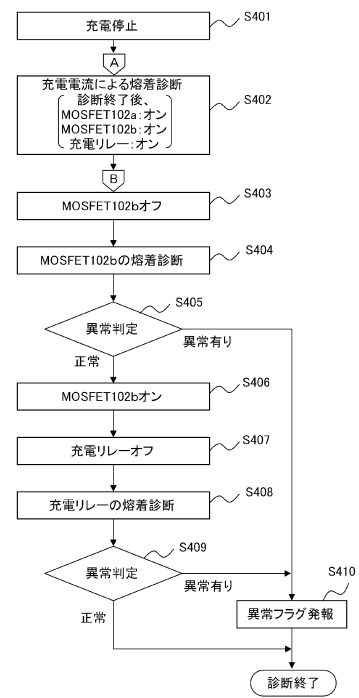 充電停止
S401
A
充電電流による熔着診断
診断終了後、
MOSFET102a:オン
MOSFET102b:オン
充電リレー:オン
S402
B
MOSFET102bオフ
S403
MOSFET102bの熔着診断
S404
異常判定
S405
異常有り
正常
MOSFET102bオン
S406
充電リレーオフ
S407
充電リレーの熔着診断
S408
異常判定
S409
異常有り
正常
異常フラグ発報
S410
診断終了